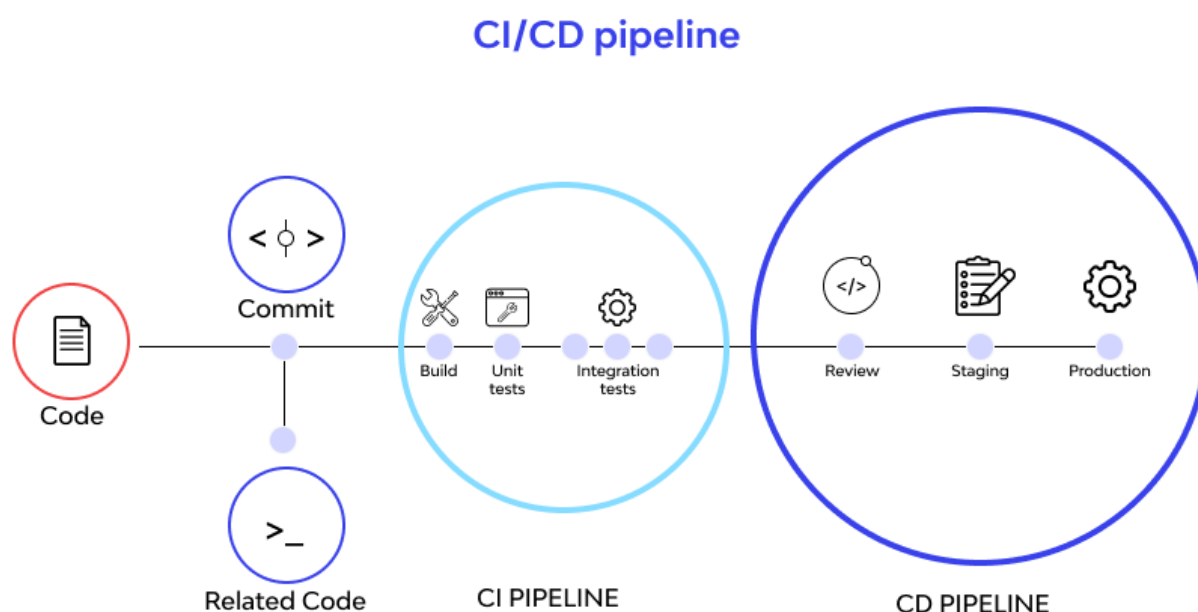 CI/CD pipeline
< >
Commit
Code
Build
Unit
tests
Integration
tests
</>
Review
Staging
Production
>_
Related Code
CI PIPELINE
CD PIPELINE